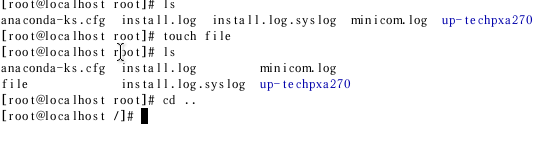 [root@localhost root]# ls
anaconda-ks.cfg install.log install.log.syslog minicom.log up-techpxa270
[root@localhost root]# touch file
[root@localhost root]# ls
anaconda-ks.cfg install.log minicom.log
file install.log.syslog up-techpxa270
[root@localhost root]# cd ..
[root@localhost /]#